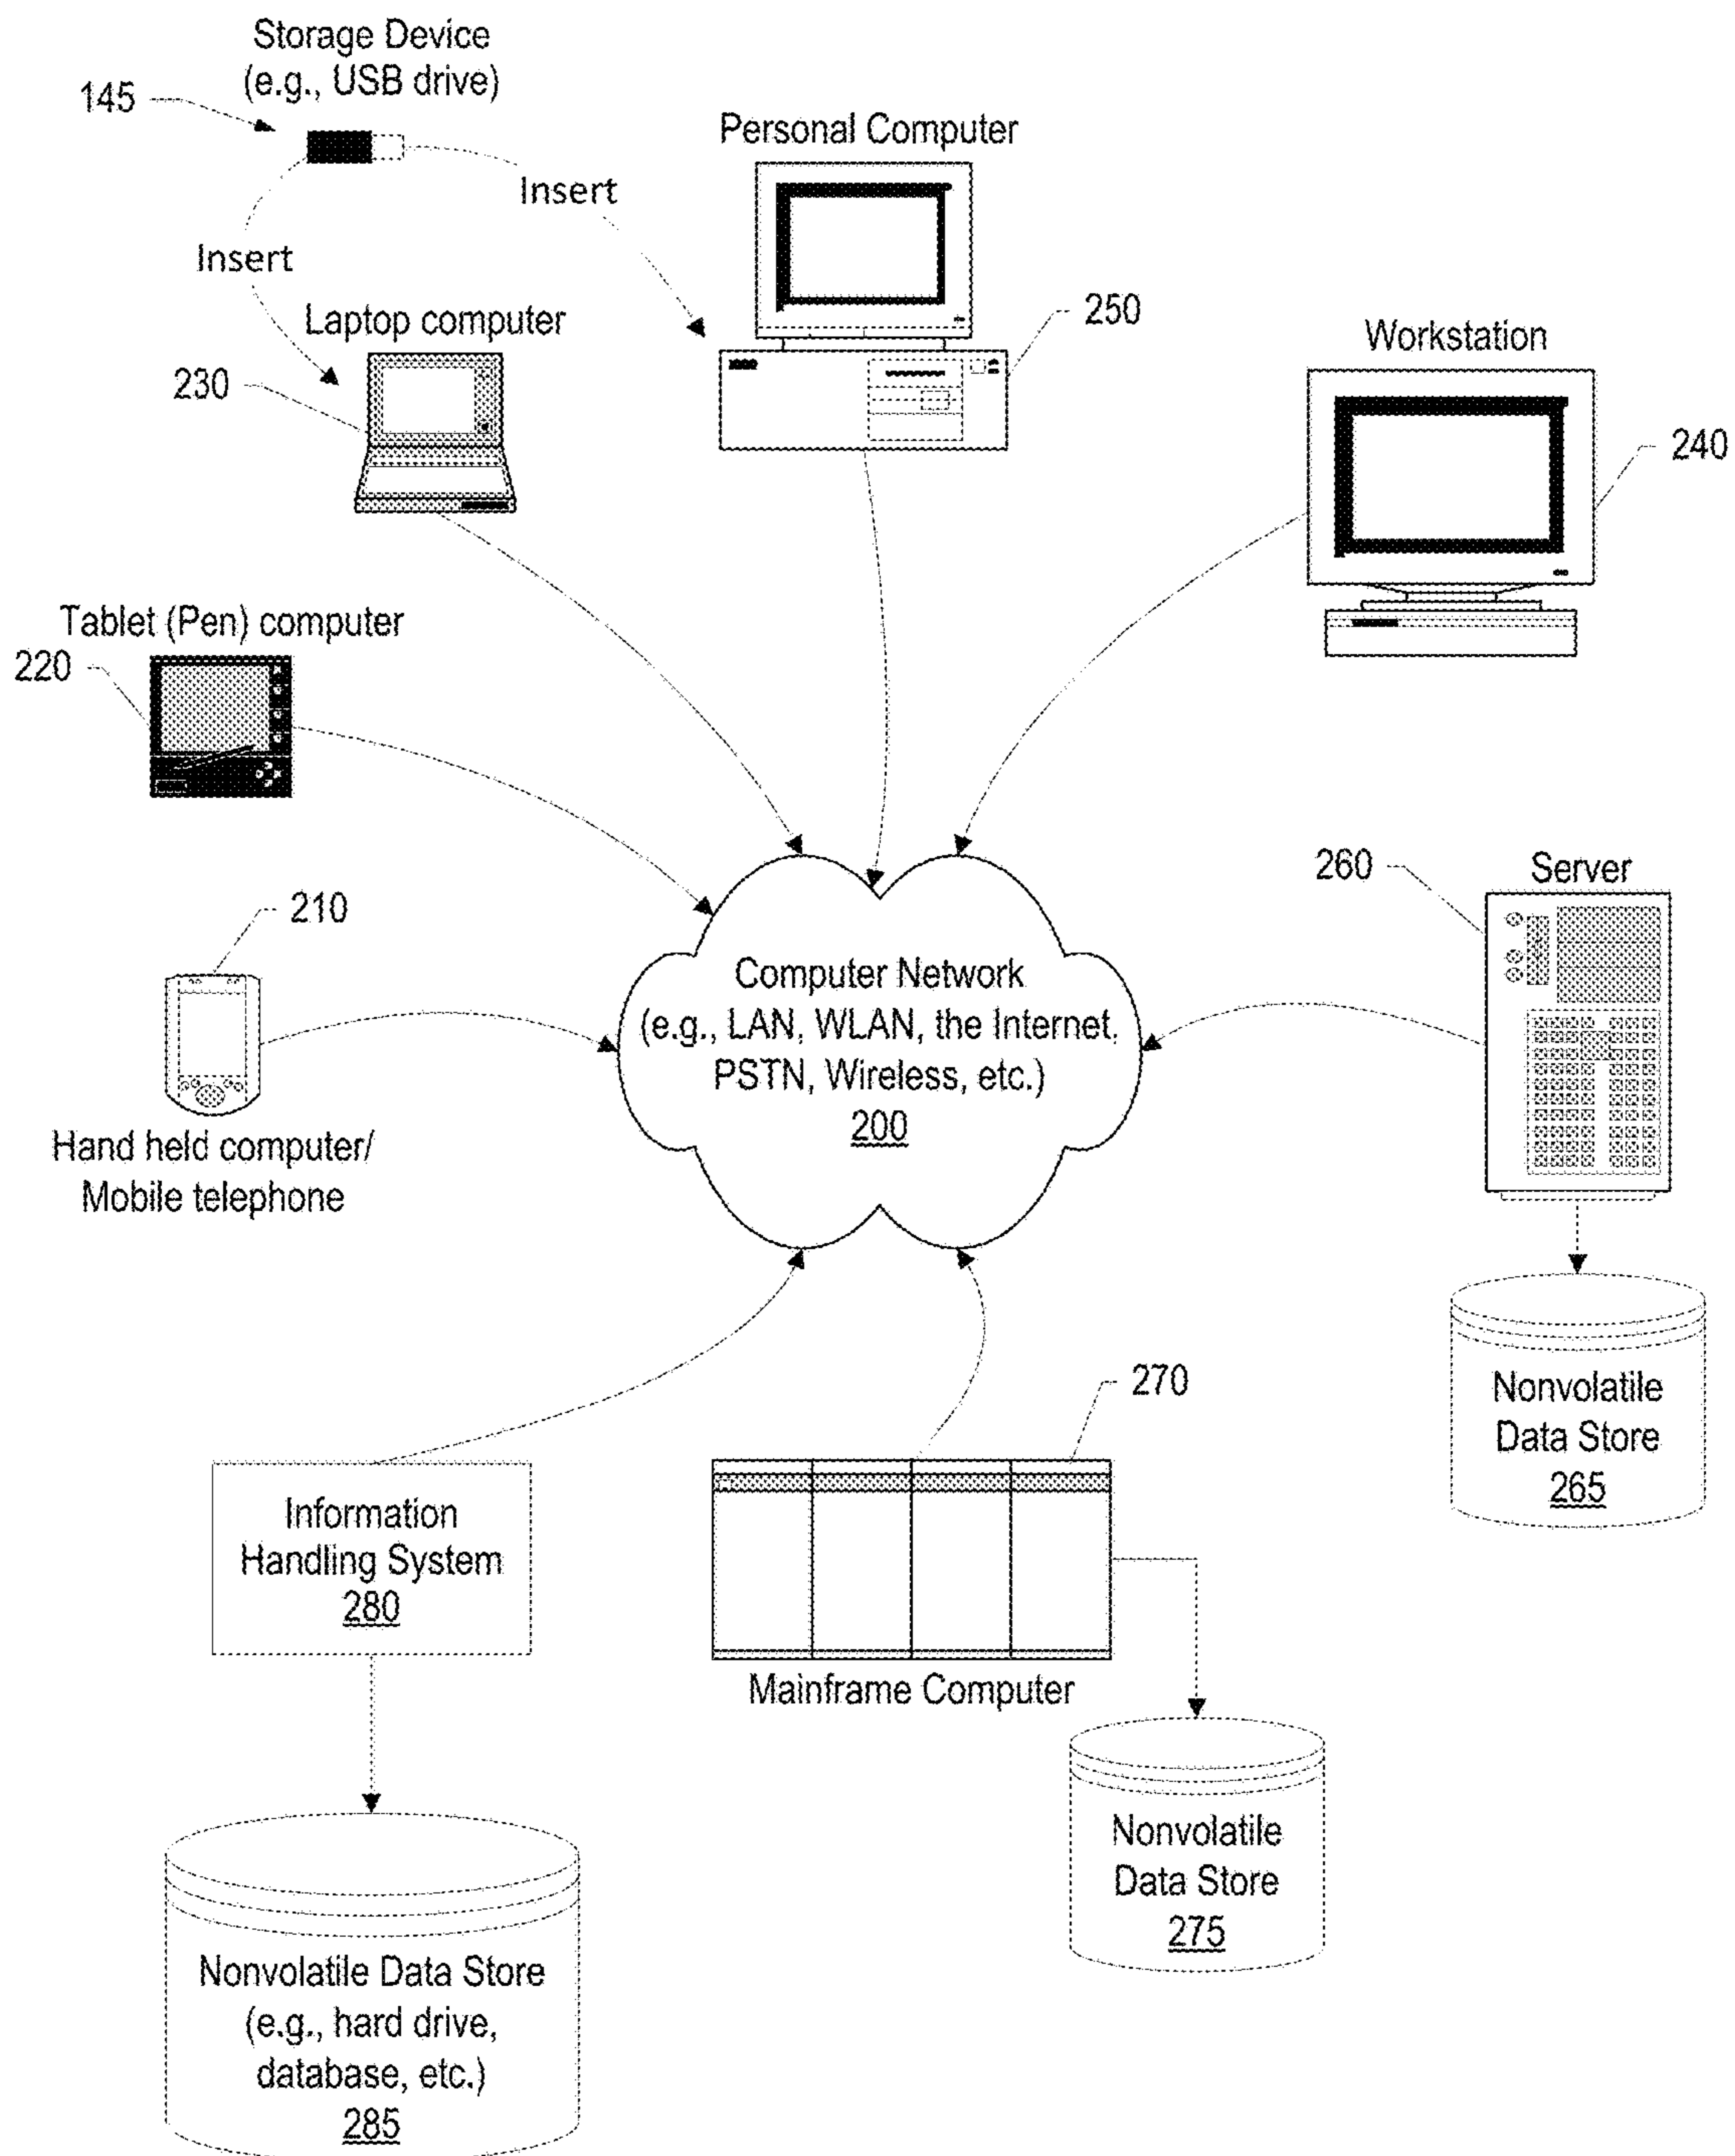 Storage Device
(e.g., USB drive)
145
Personal Computer
Insert
Insert
Laptop computer
250
Workstation
230
240
Tablet (Pen) computer
220
260
Server
210
Computer Network
(e.g., LAN, WLAN, the Internet,
PSTN, Wireless, etc.)
200
Hand held computer/
Mobile telephone
270
Nonvolatile
Data Store
265
Information
Handling System
280
Mainframe Computer
Nonvolatile
Data Store
275
Nonvolatile Data Store
(e.g., hard drive,
database, etc.)
285